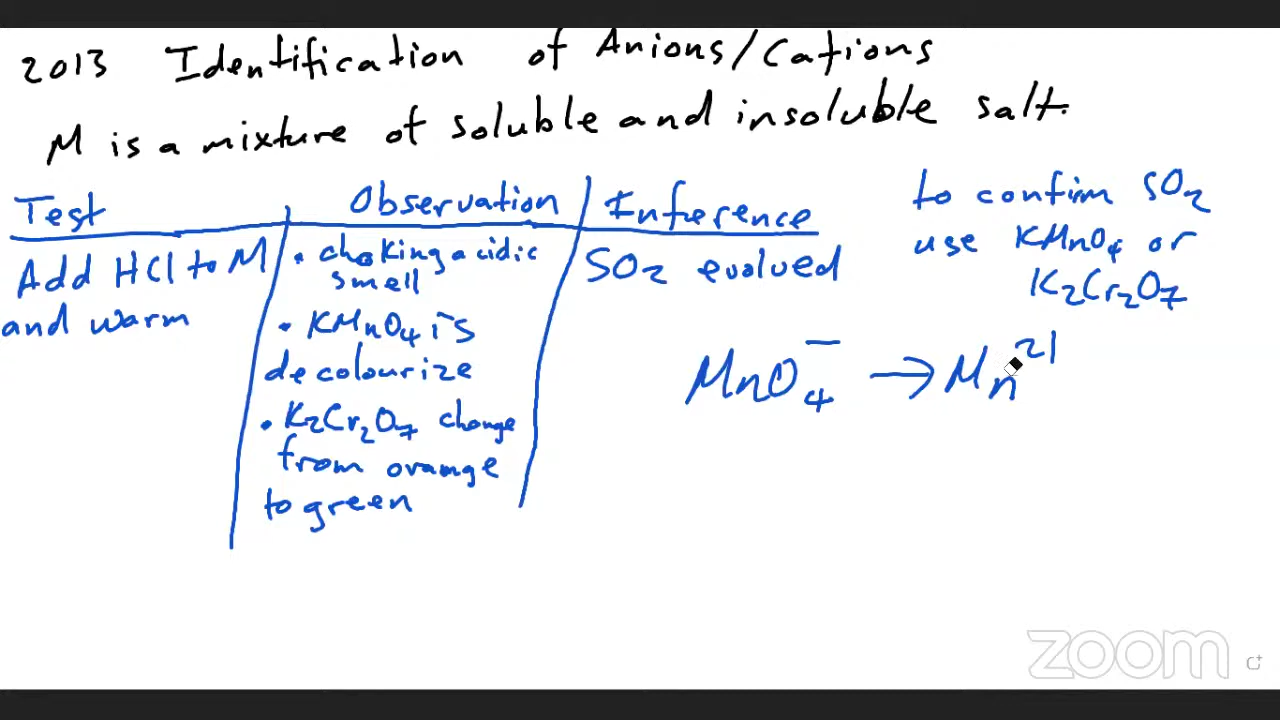 2013 Identification of Anions/Cations
M is a mixture of soluble and insoluble salt.
Test
Add HCl to M
and warm
Observation
• choking acidic
smell
• KMnO4 is
decolourize
• K2Cr2O7 change
from orange
to green
Inference
SO2 evolved
to confirm SO2
use KMnO4 or
K2Cr2O7
MnO4⁻ → Mn²⁺
zoom